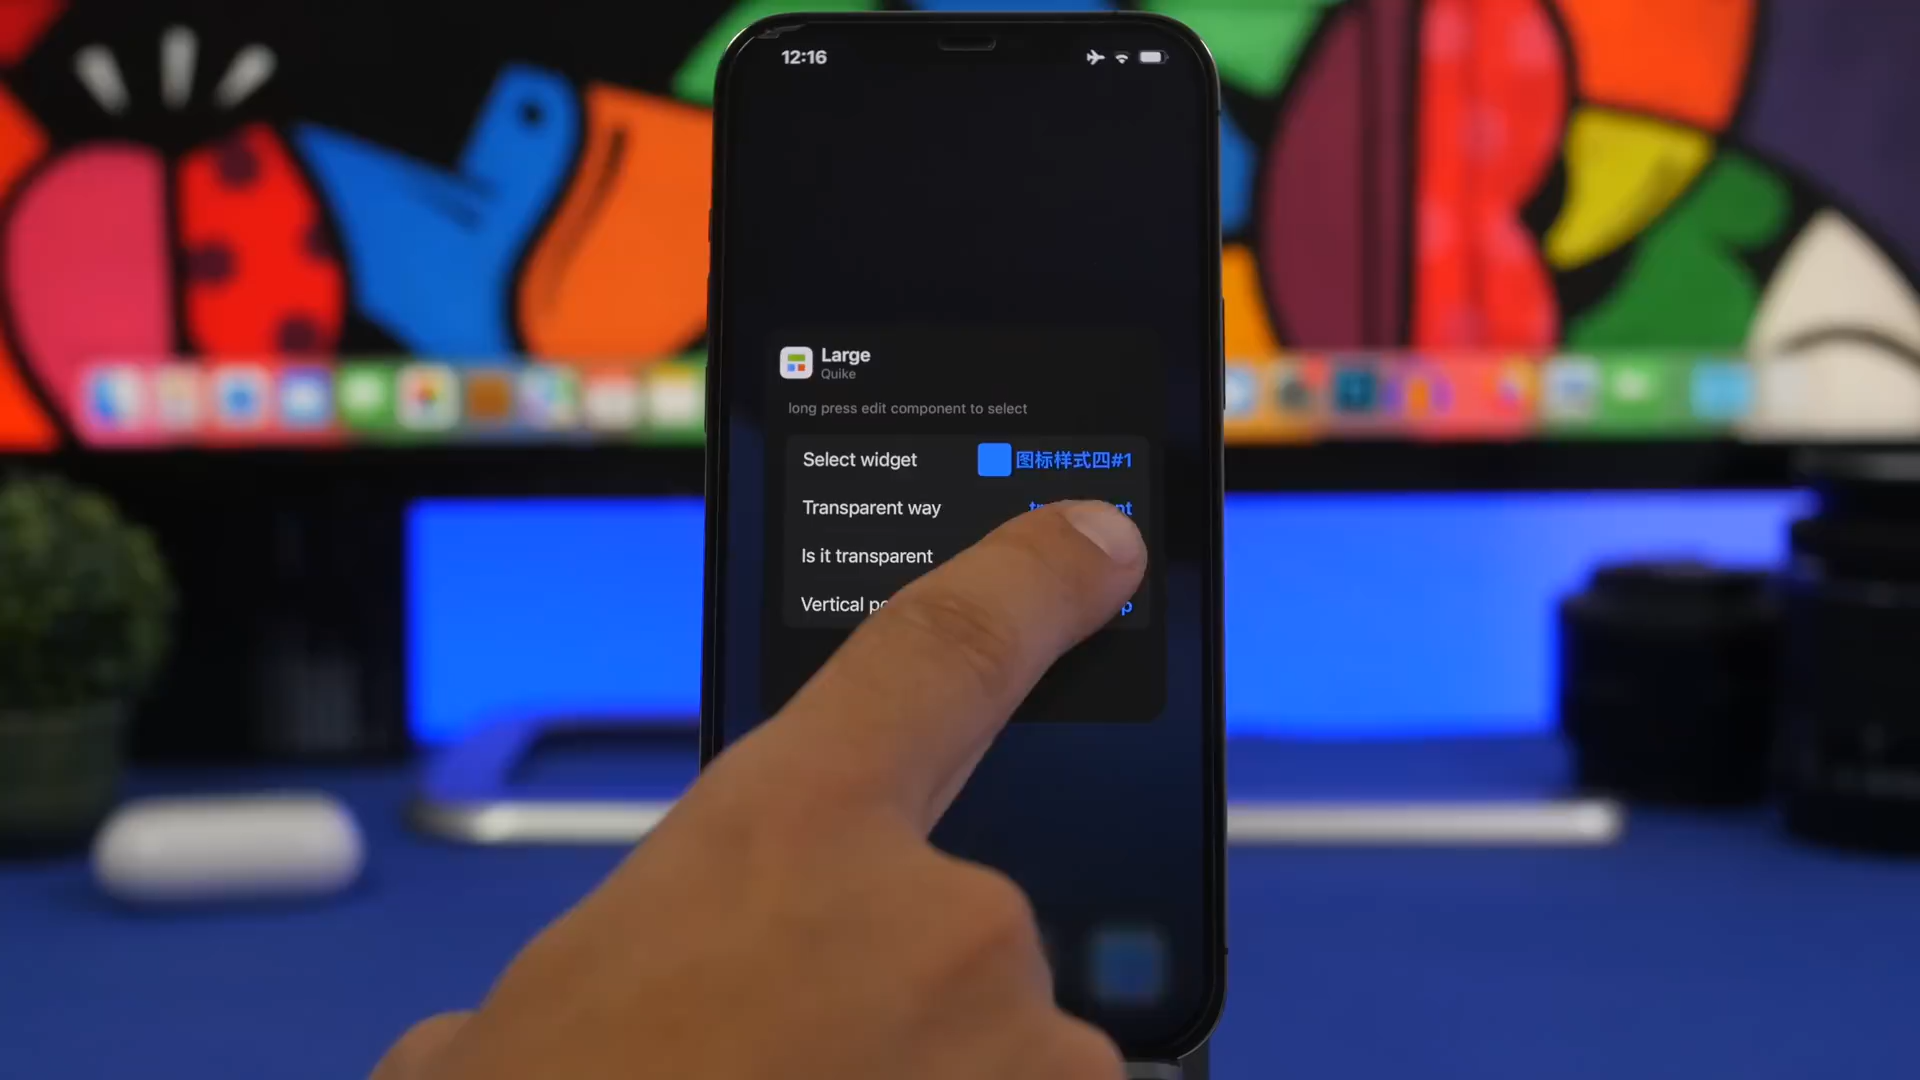 12:16
Large
Quike
long press edit component to select
Select widget 图标样式四#1
Transparent way
Is it transparent
Vertical